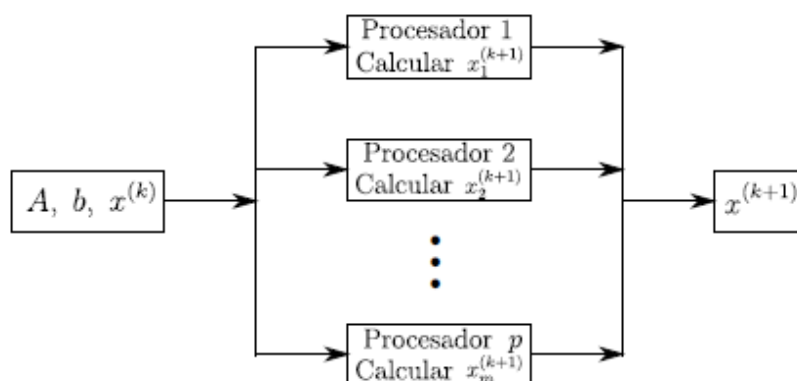 A, b, x^{(k)}
Procesador 1
Calcular x_1^{(k+1)}
Procesador 2
Calcular x_2^{(k+1)}
Procesador p
Calcular x_m^{(k+1)}
x^{(k+1)}